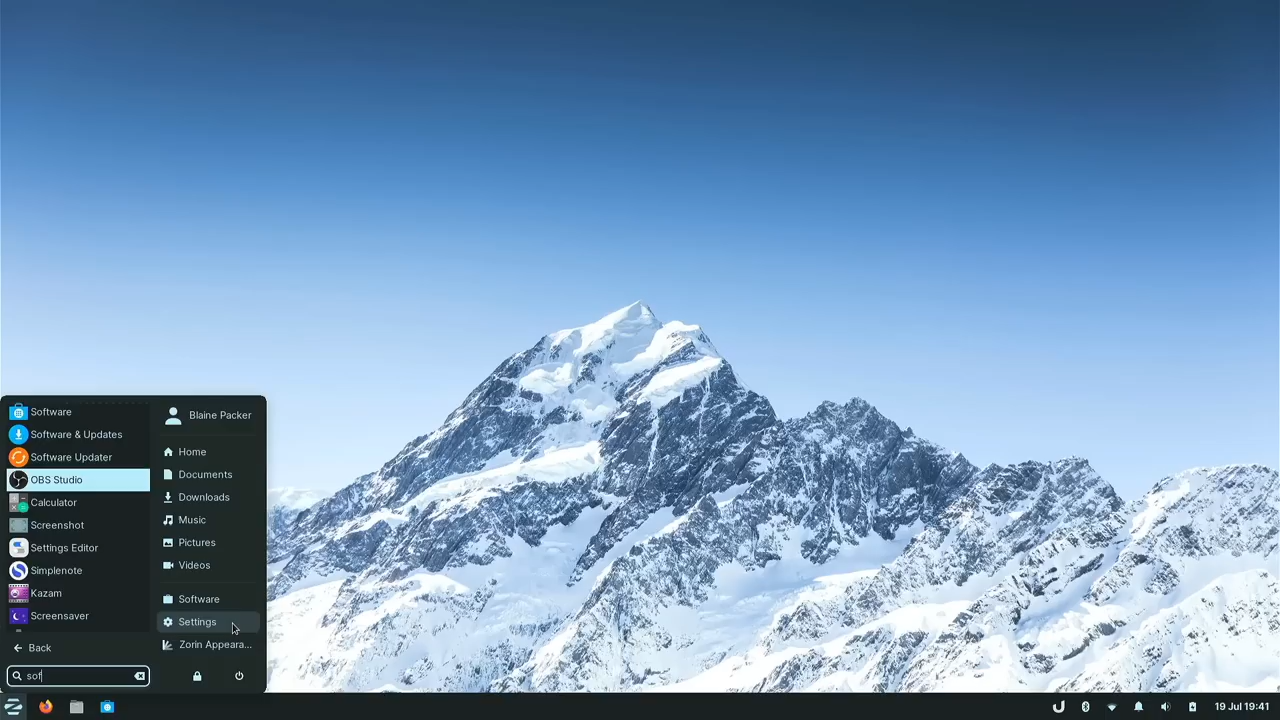 Software
Software & Updates
Software Updater
OBS Studio
Calculator
Screenshot
Settings Editor
Simplenote
Kazam
Screensaver
Back
sof
Blaine Packer
Home
Documents
Downloads
Music
Pictures
Videos
Software
Settings
Zorin Appeara...
19 Jul 19:41